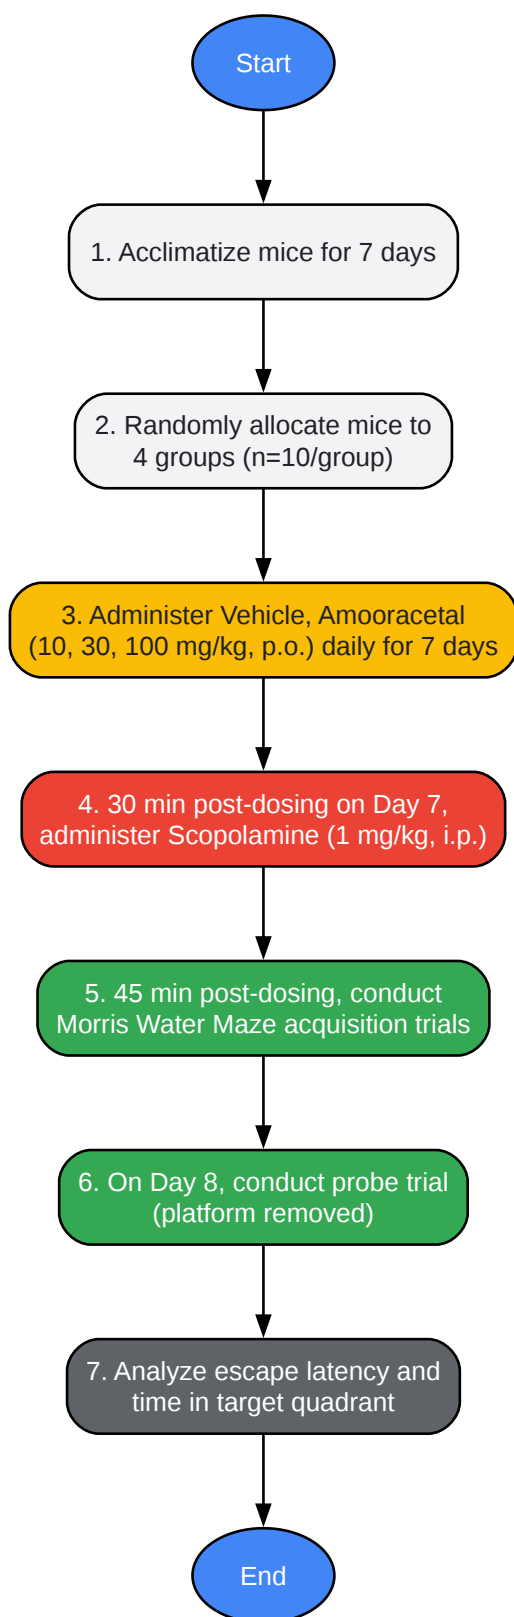 Start
1. Acclimatize mice for 7 days
2. Randomly allocate mice to
4 groups (n=10/group)
3. Administer Vehicle, Amooracetal
(10, 30, 100 mg/kg, p.o.) daily for 7 days
4. 30 min post-dosing on Day 7,
administer Scopolamine (1 mg/kg, i.p.)
5. 45 min post-dosing, conduct
Morris Water Maze acquisition trials
6. On Day 8, conduct probe trial
(platform removed)
7. Analyze escape latency and
time in target quadrant
End